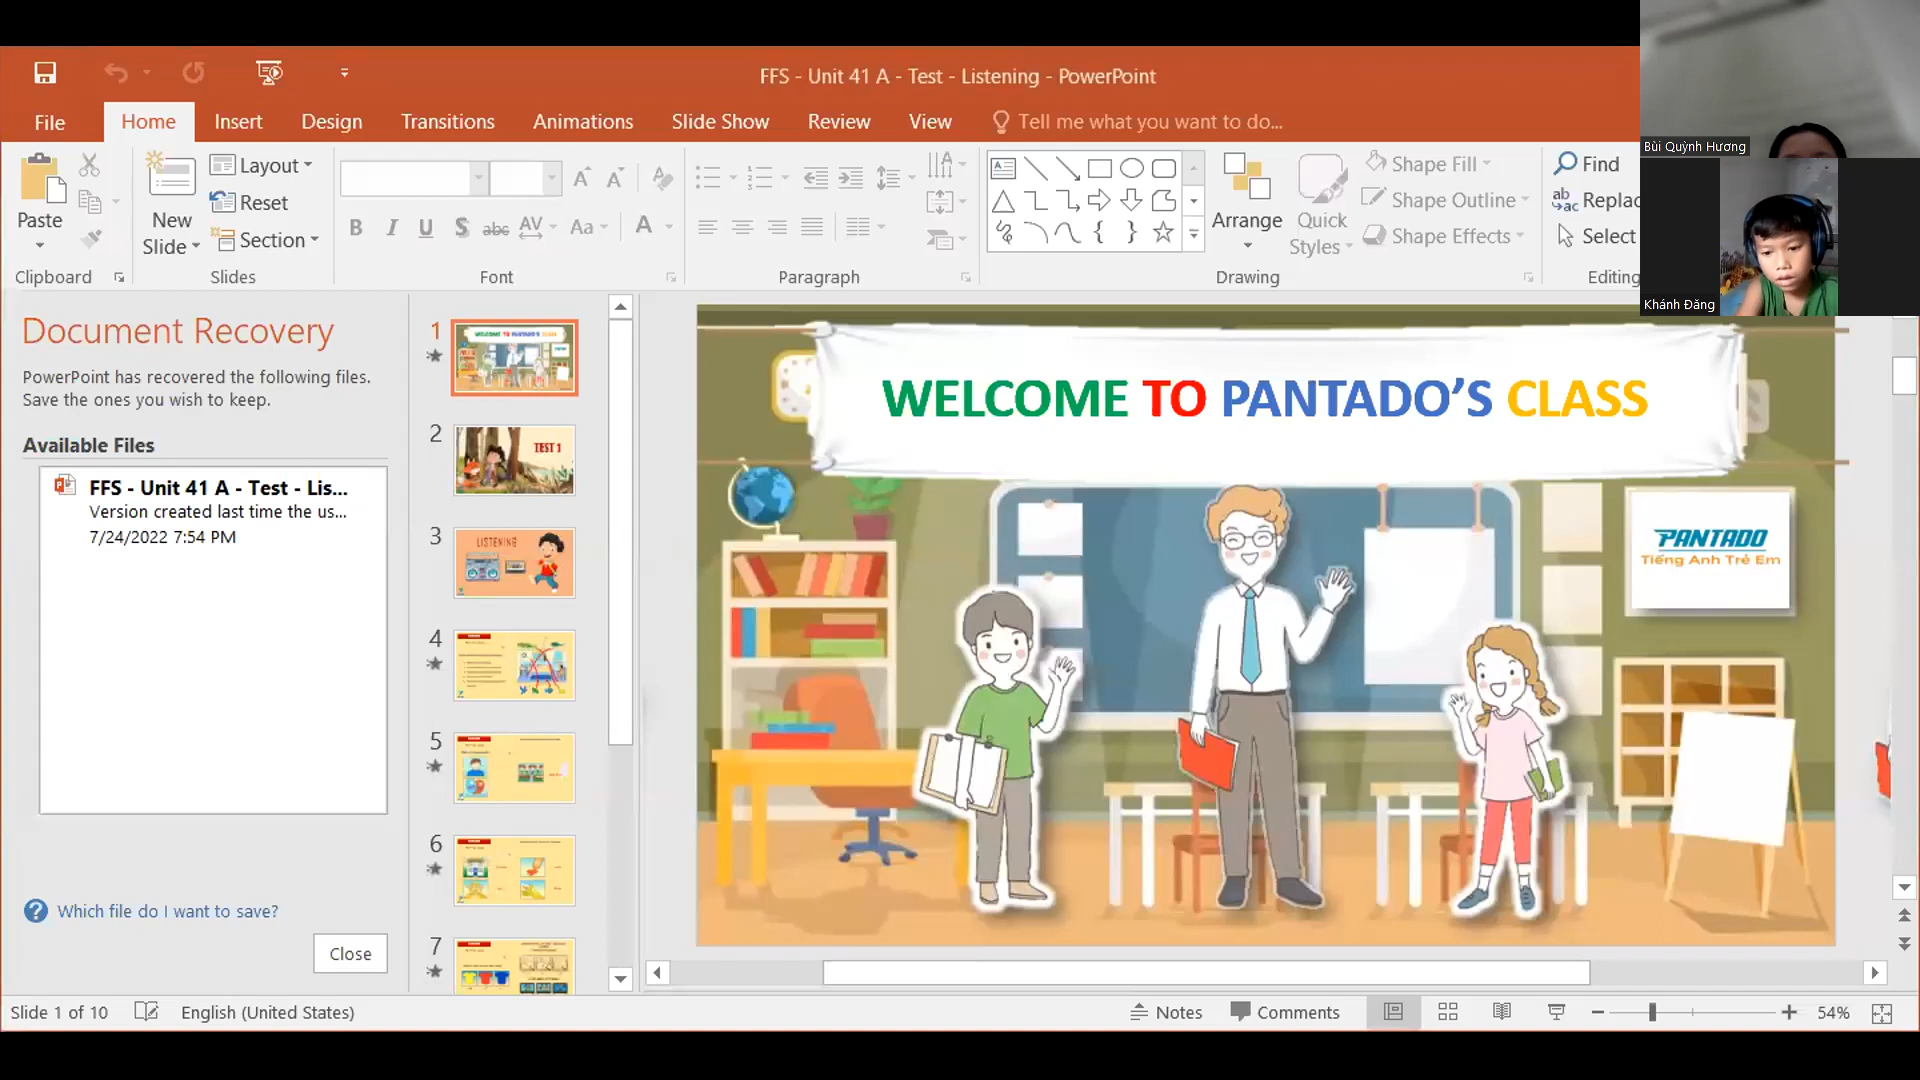 FFS - Unit 41 A - Test - Listening - PowerPoint
File
Home
Insert
Design
Transitions
Animations
Slide Show
Review
View
Tell me what you want to do...
Paste
Clipboard
New
Slide
Layout
Reset
Section
Slides
Font
Paragraph
Arrange
Quick
Styles
Shape Fill
Shape Outline
Shape Effects
Drawing
Find
Replac
Select
Editing
Bùi Quỳnh Hương
Khánh Đăng
Document Recovery
PowerPoint has recovered the following files.
Save the ones you wish to keep.
Available Files
FFS - Unit 41 A - Test - Lis...
Version created last time the us...
7/24/2022 7:54 PM
Which file do I want to save?
Close
1
WELCOME TO PANTADO'S CLASS
2
TEST 1
3
LISTENING
4
5
6
7
WELCOME TO PANTADO’S CLASS
PANTADO
Tiếng Anh Trẻ Em
Slide 1 of 10
English (United States)
Notes
Comments
54%